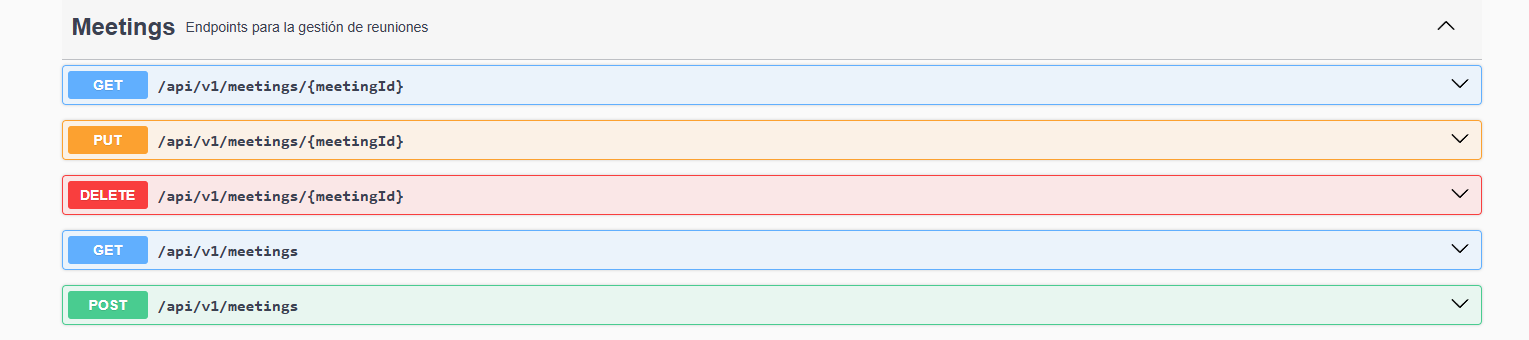 Meetings Endpoints para la gestión de reuniones
GET /api/v1/meetings/{meetingId}
PUT /api/v1/meetings/{meetingId}
DELETE /api/v1/meetings/{meetingId}
GET /api/v1/meetings
POST /api/v1/meetings